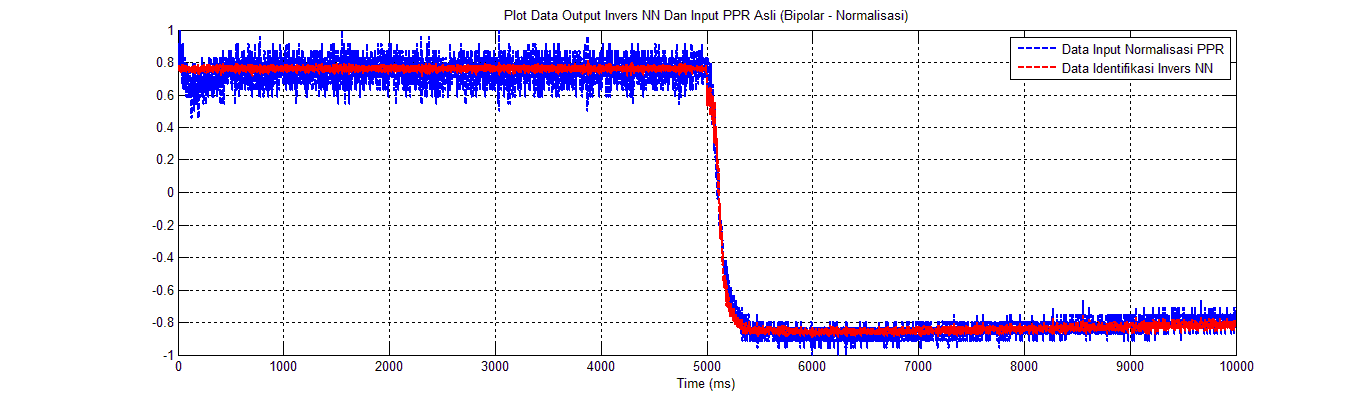 Plot Data Output Invers NN Dan Input PPR Asli (Bipolar - Normalisasi)
Data Input Normalisasi PPR
Data Identifikasi Invers NN
1
0.8
0.6
0.4
0.2
0
-0.2
-0.4
-0.6
-0.8
-1
0 1000 2000 3000 4000 5000 6000 7000 8000 9000 10000
Time (ms)